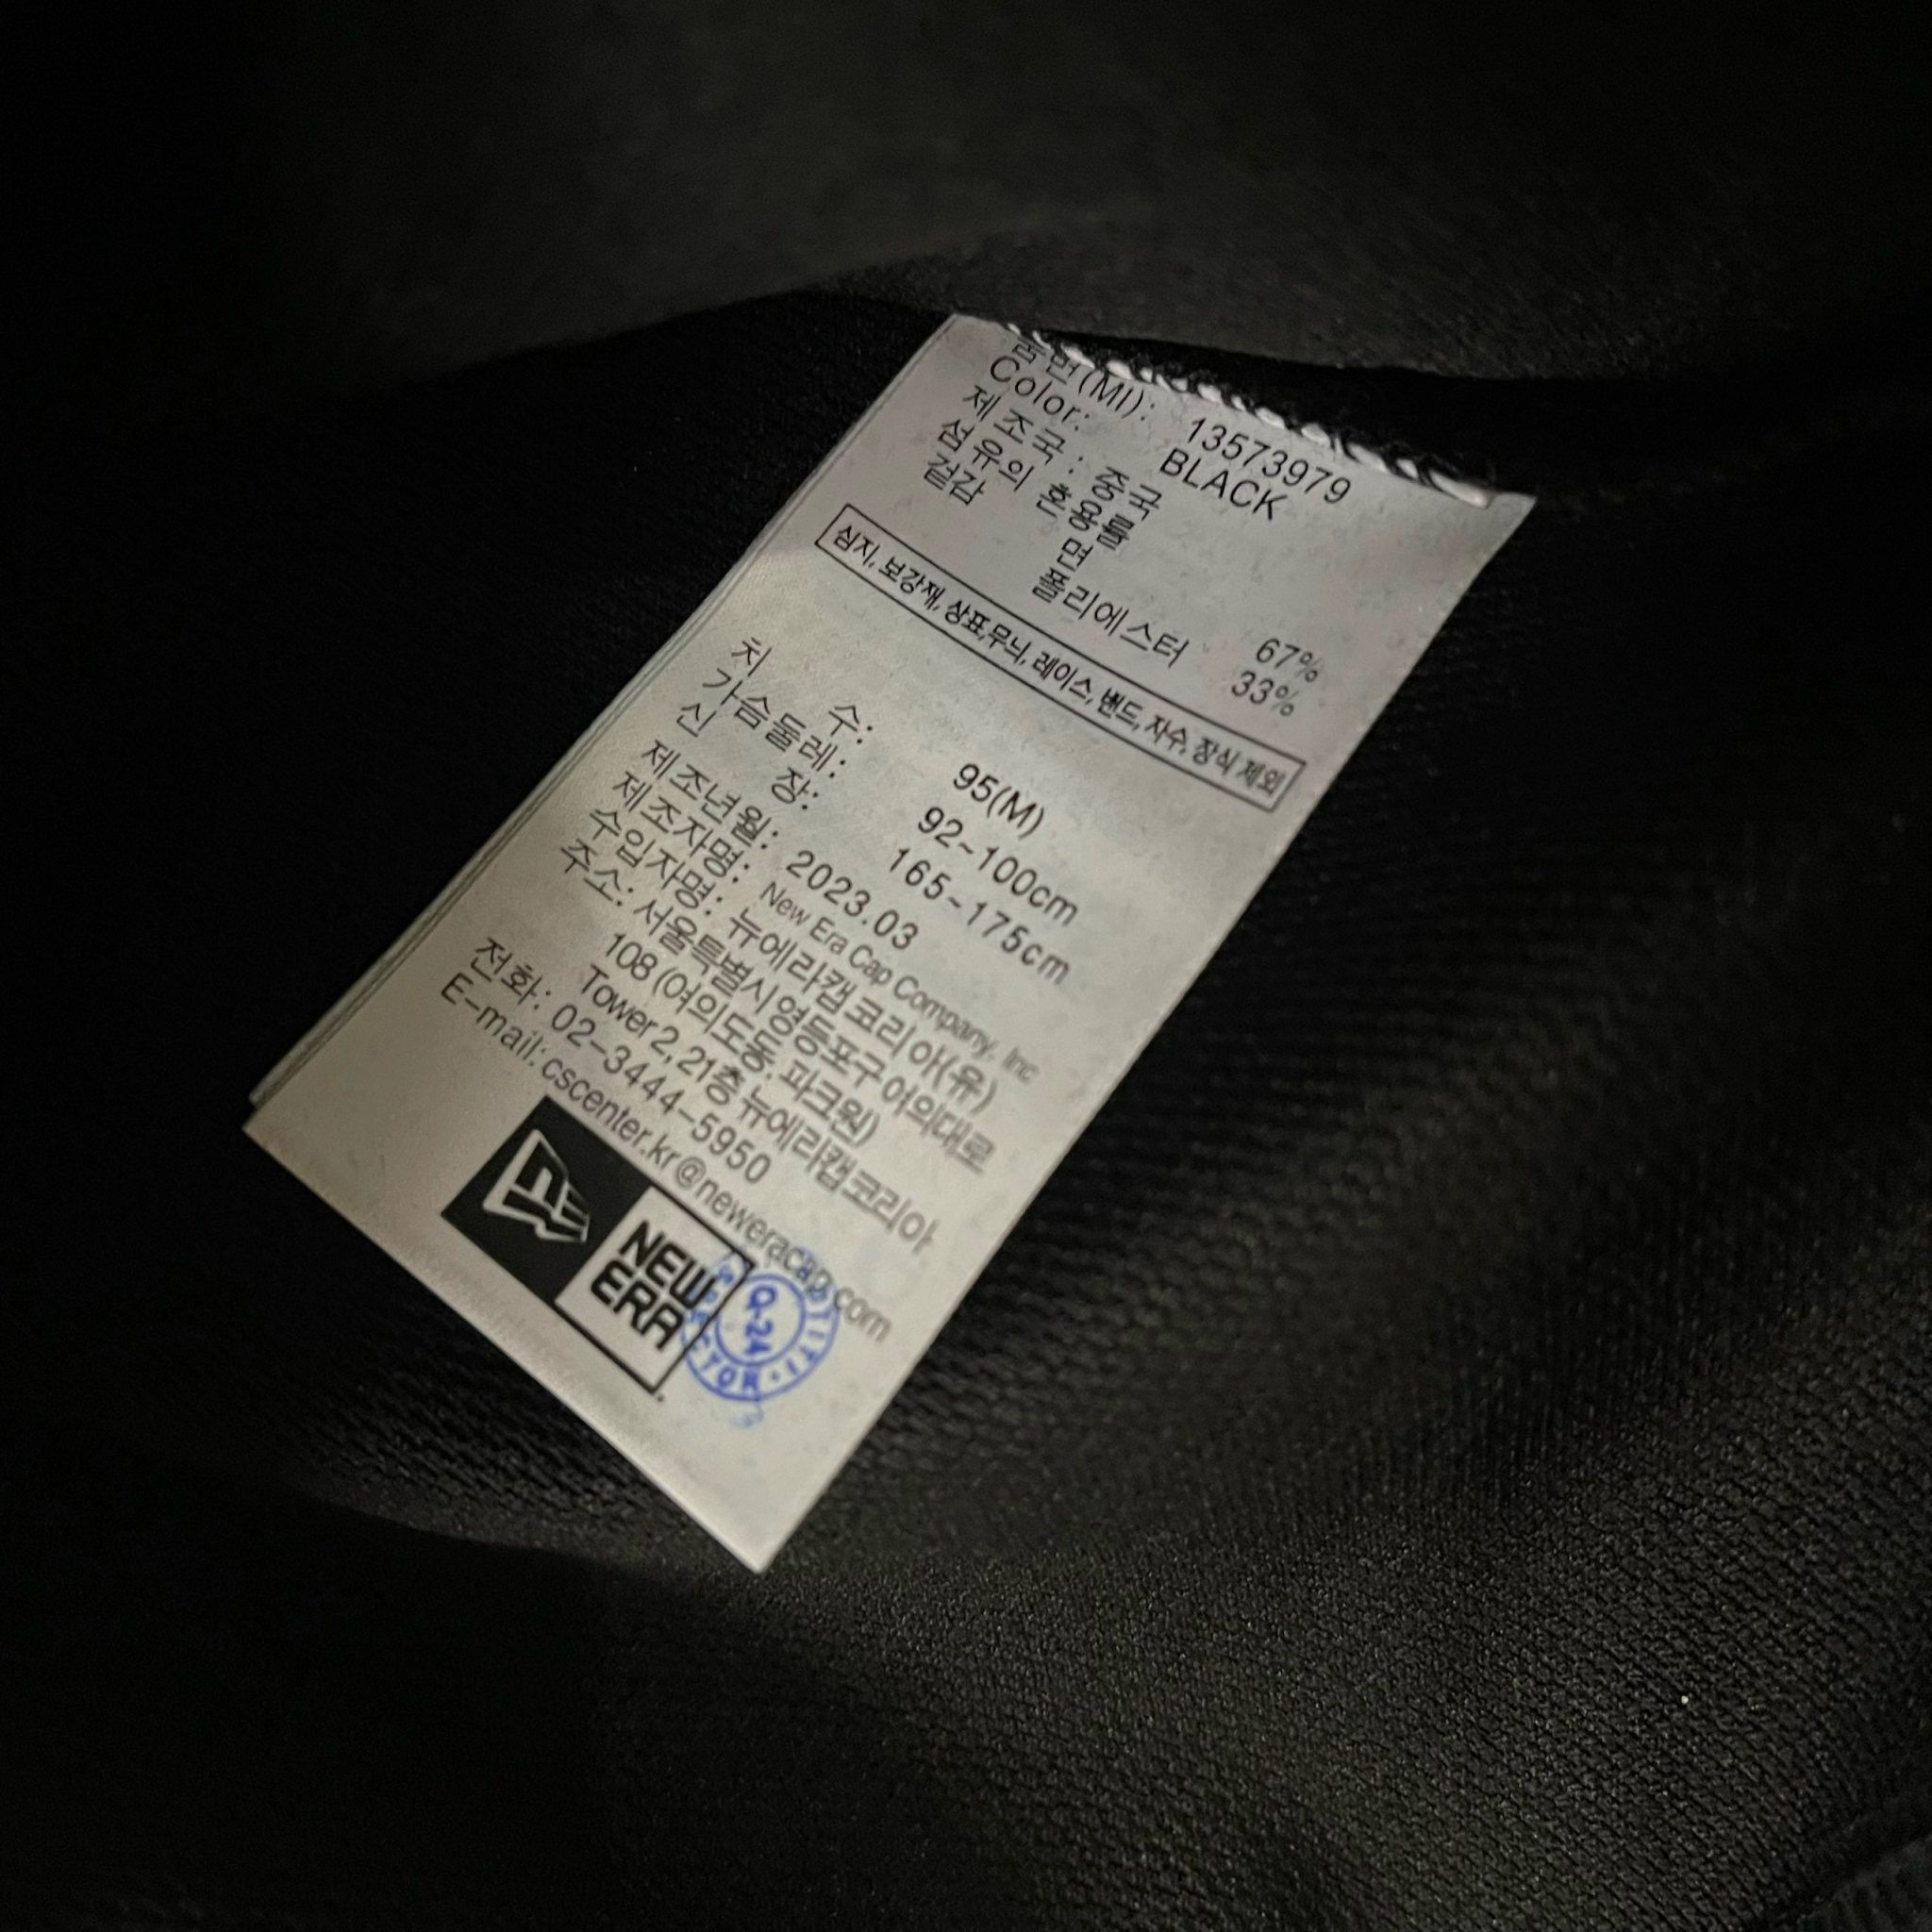 품번(MI): 13573979
Color: BLACK
제 조 국 : 중국
섬유의 혼용률
겉감 면 67%
폴리에스터 33%
심지, 보강재, 상표,무늬, 레이스, 밴드, 자수, 장식 제외
치 수: 95(M)
가슴둘레: 92~100cm
신 장: 165~175cm
제조년월: 2023.03
제조자명: New Era Cap Company. Inc
수입자명: 뉴에라캡코리아(유)
주소: 서울특별시 영등포구 여의대로
108 (여의도동, 파크원)
Tower 2, 21층 뉴에라캡코리아
전화: 02-3444-5950
E-mail: cscenter.kr@neweracap.com
NEW
ERA
Q-24